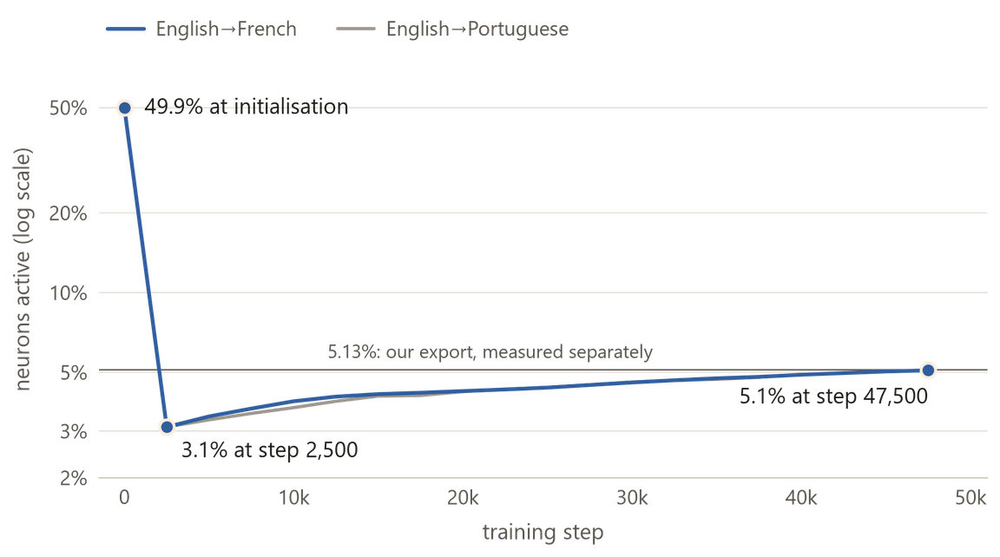 English→French English→Portuguese
49.9% at initialisation
50%
20%
10%
5.13%: our export, measured separately
5%
5.1% at step 47,500
3%
3.1% at step 2,500
2%
0 10k 20k 30k 40k 50k
training step
neurons active (log scale)